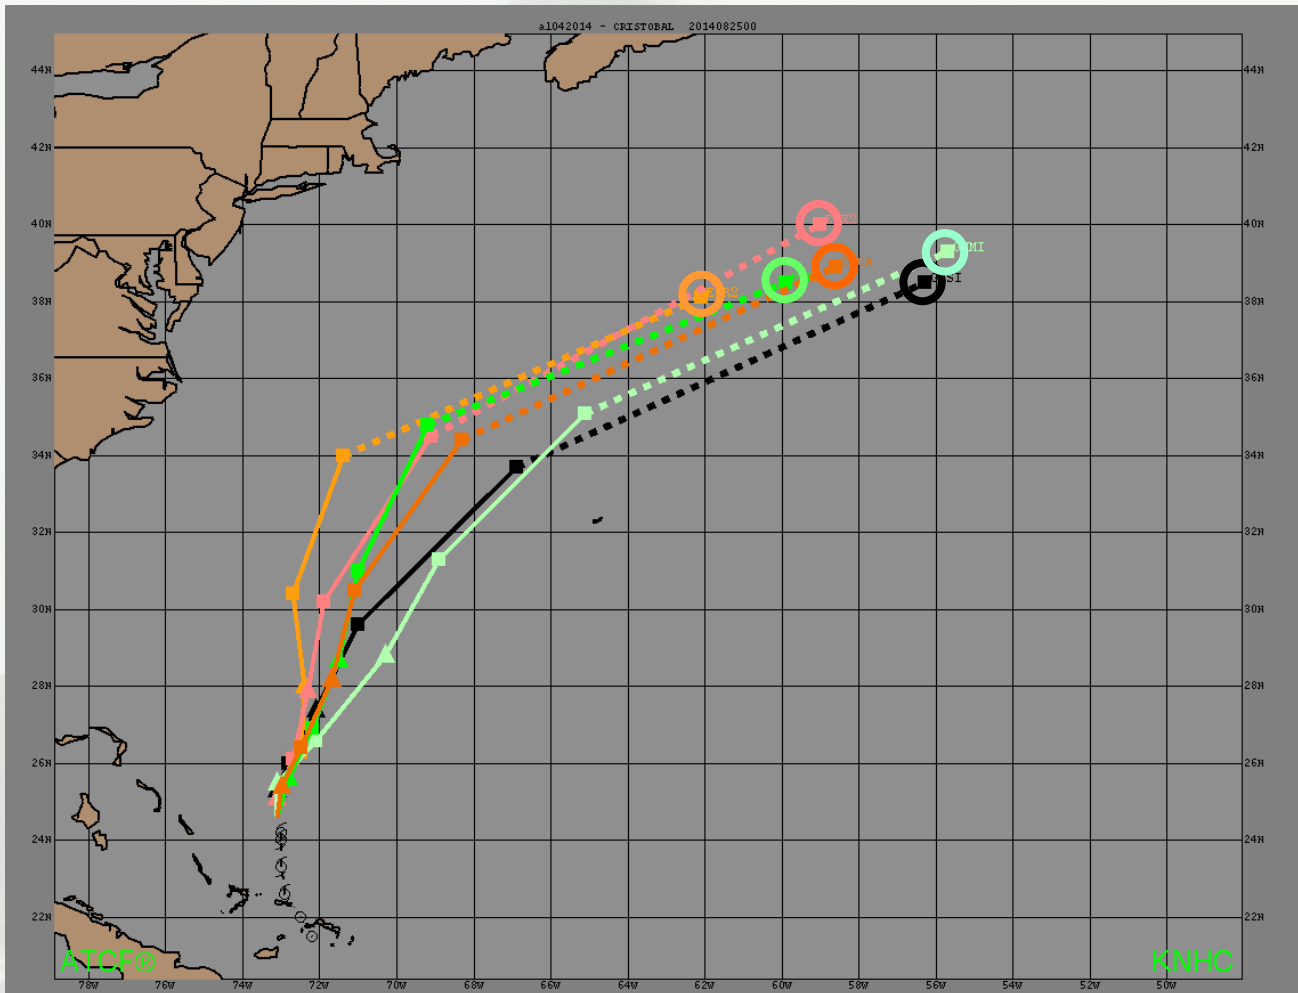 al042014 - CRISTOBAL 2014082500
44N 44N
42N 42N
40N 40N
38N 38N
36N 36N
34N 34N
32N 32N
30N 30N
28N 28N
26N 26N
24N 24N
22N 22N
ATCF® KNHC
78W 76W 74W 72W 70W 68W 66W 64W 62W 60W 58W 56W 54W 52W 50W